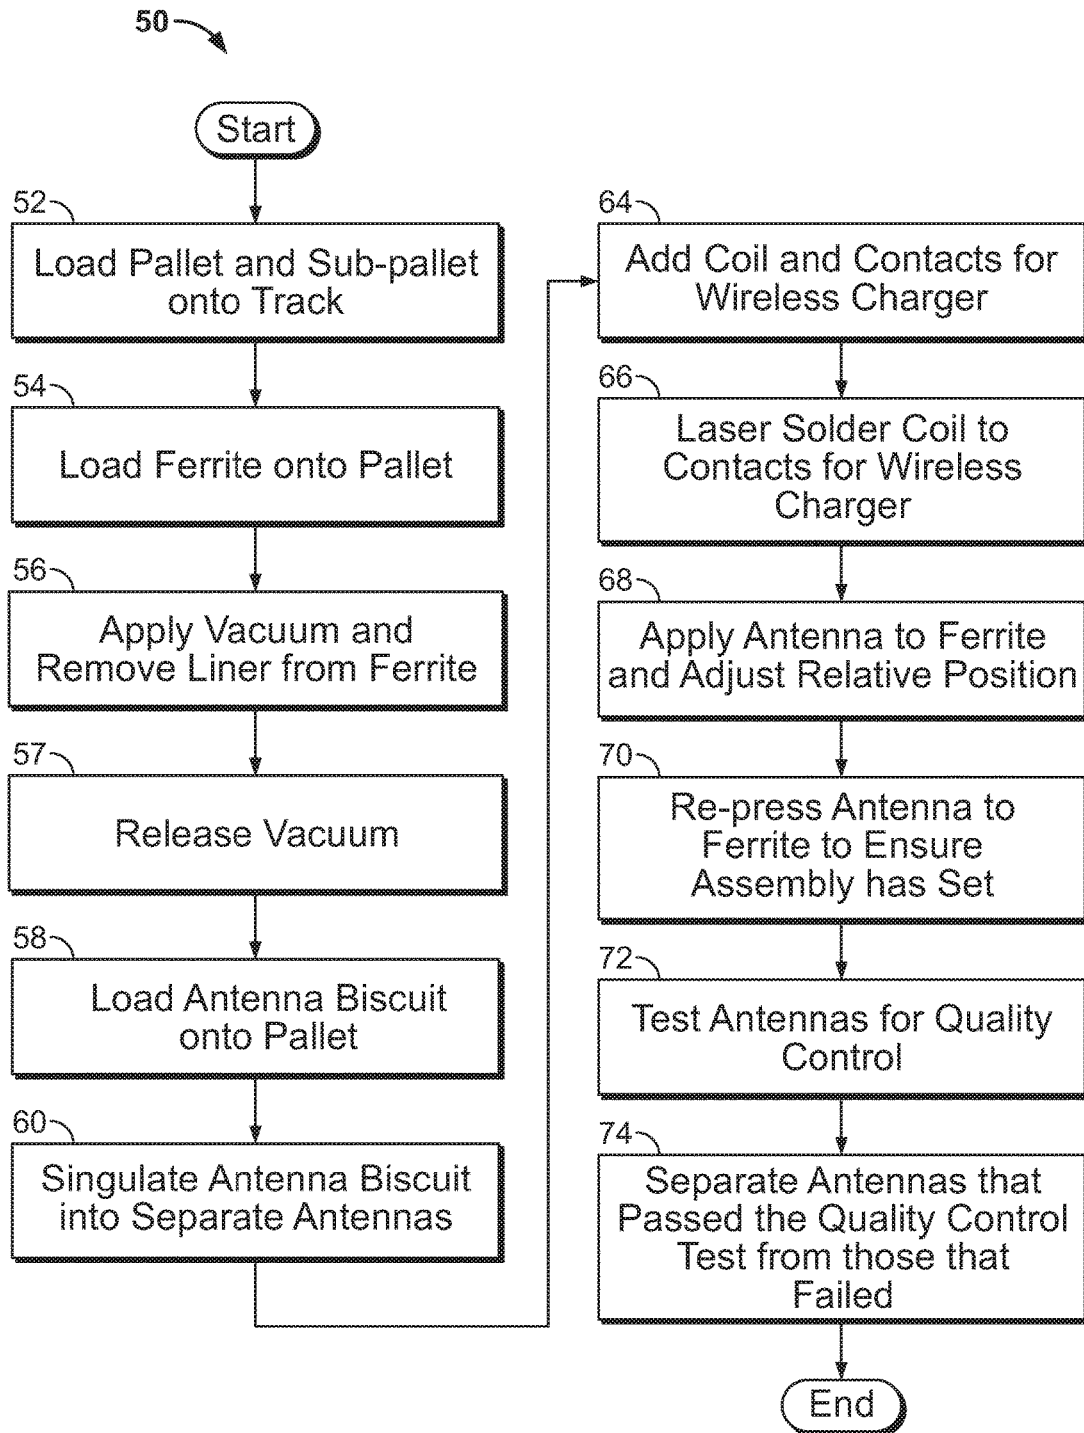 50
Start
52
Load Pallet and Sub-pallet
onto Track
54
Load Ferrite onto Pallet
56
Apply Vacuum and
Remove Liner from Ferrite
57
Release Vacuum
58
Load Antenna Biscuit
onto Pallet
60
Singulate Antenna Biscuit
into Separate Antennas
64
Add Coil and Contacts for
Wireless Charger
66
Laser Solder Coil to
Contacts for Wireless
Charger
68
Apply Antenna to Ferrite
and Adjust Relative Position
70
Re-press Antenna to
Ferrite to Ensure
Assembly has Set
72
Test Antennas for Quality
Control
74
Separate Antennas that
Passed the Quality Control
Test from those that
Failed
End